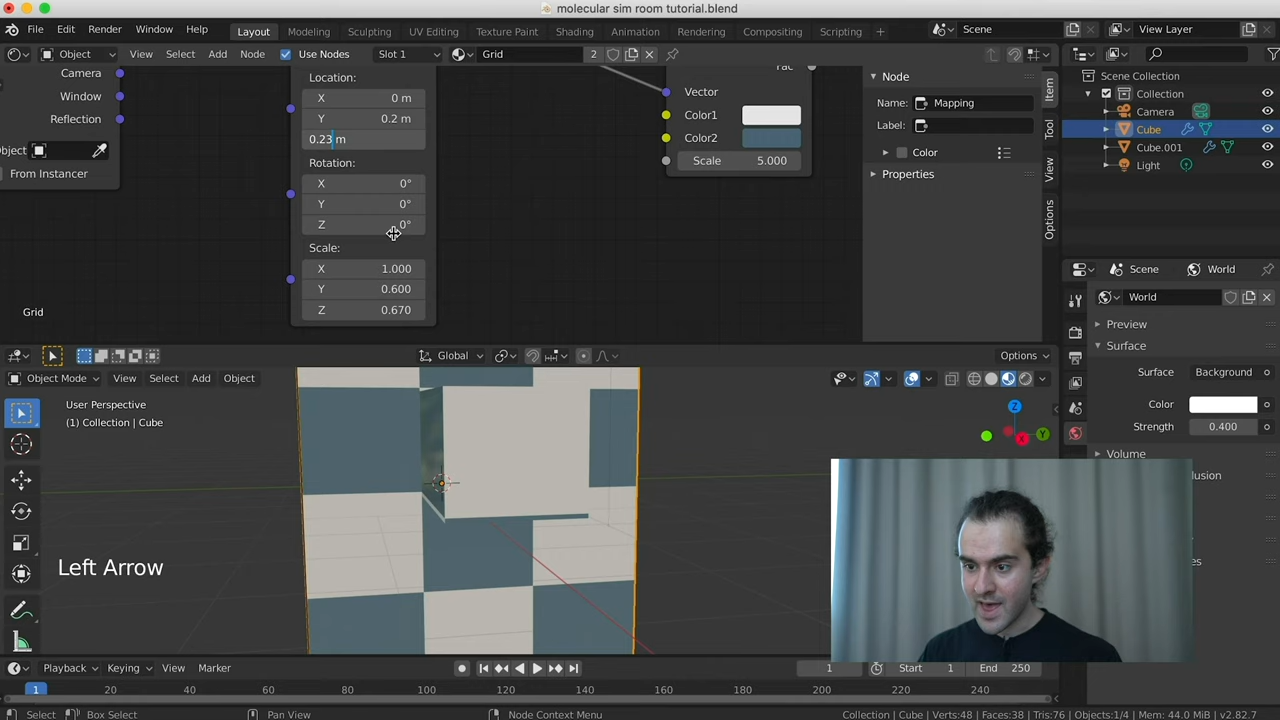 molecular sim room tutorial.blend
File Edit Render Window Help Layout Modeling Sculpting UV Editing Texture Paint Shading Animation Rendering Compositing Scripting + Scene View Layer
Object View Select Add Node Use Nodes Slot 1 Grid 2
Camera
Window
Reflection
Object
From Instancer
Location:
X 0 m
Y 0.2 m
0.23 m
Rotation:
X 0°
Y 0°
Z 0°
Scale:
X 1.000
Y 0.600
Z 0.670
Fac
Vector
Color1
Color2
Scale 5.000
Node
Name: Mapping
Label:
Color
Properties
Item
Tool
View
Options
Scene Collection
Collection
Camera
Cube
Cube.001
Light
Scene World
World
Preview
Surface
Surface Background
Color
Strength 0.400
Volume
Grid
Global Options
Object Mode View Select Add Object
User Perspective
(1) Collection | Cube
Z
X
Y
Left Arrow
Playback Keying View Marker 1 Start 1 End 250
1 20 40 60 80 100 120 140 160 180 200 220 240
Select Box Select Pan View Node Context Menu Collection | Cube | Verts:48 | Faces:38 | Tris:76 | Objects:1/4 | Mem: 44.0 MiB | v2.82.7